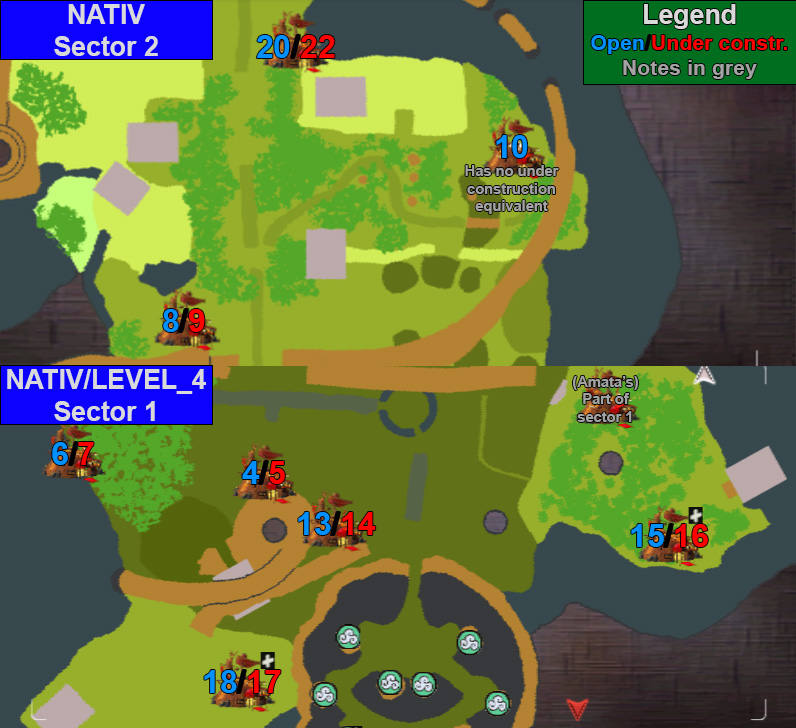 NATIV
Sector 2
Legend
Open/Under constr.
Notes in grey
20/22
10
Has no under
construction
equivalent
8/9
NATIV/LEVEL_4
Sector 1
(Amata's)
Part of
sector 1
6/7
4/5
13/14
15/16
18/17